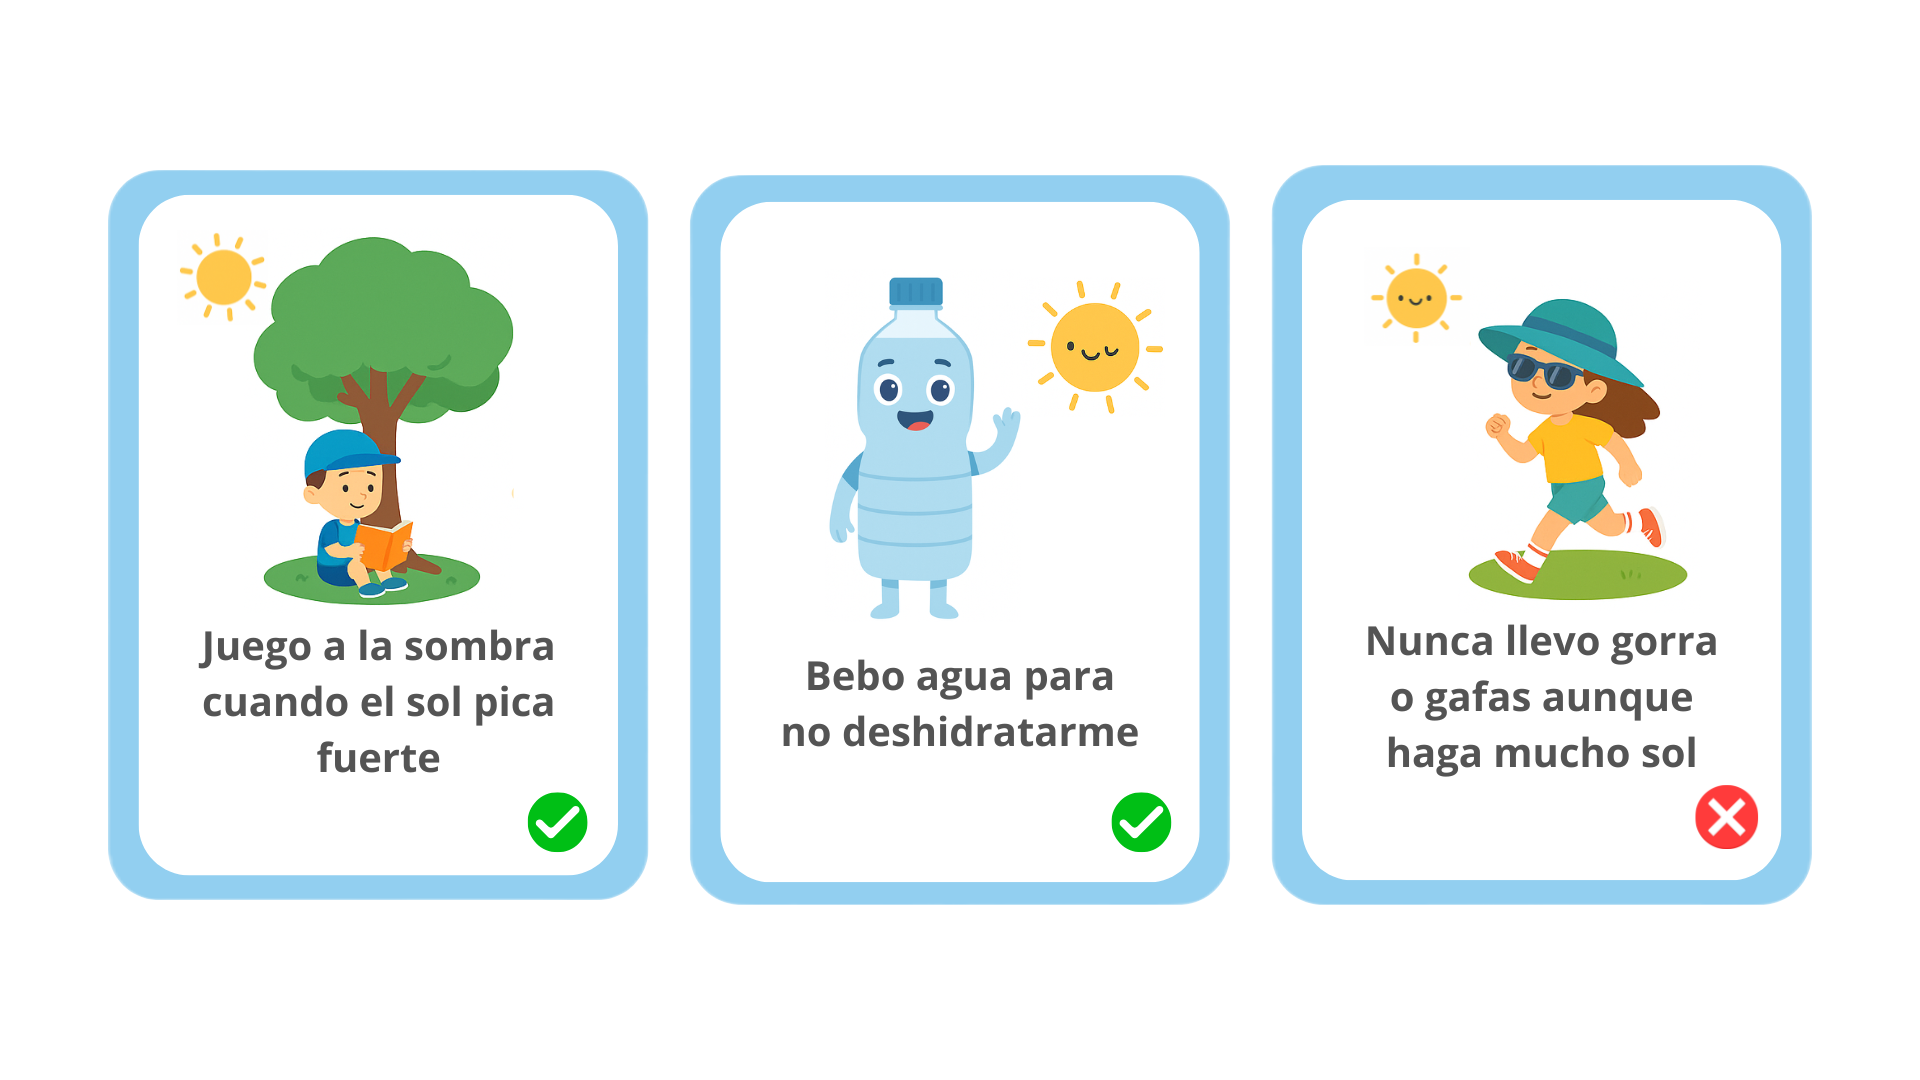 Juego a la sombra
cuando el sol pica
fuerte
Bebo agua para
no deshidratarme
Nunca llevo gorra
o gafas aunque
haga mucho sol